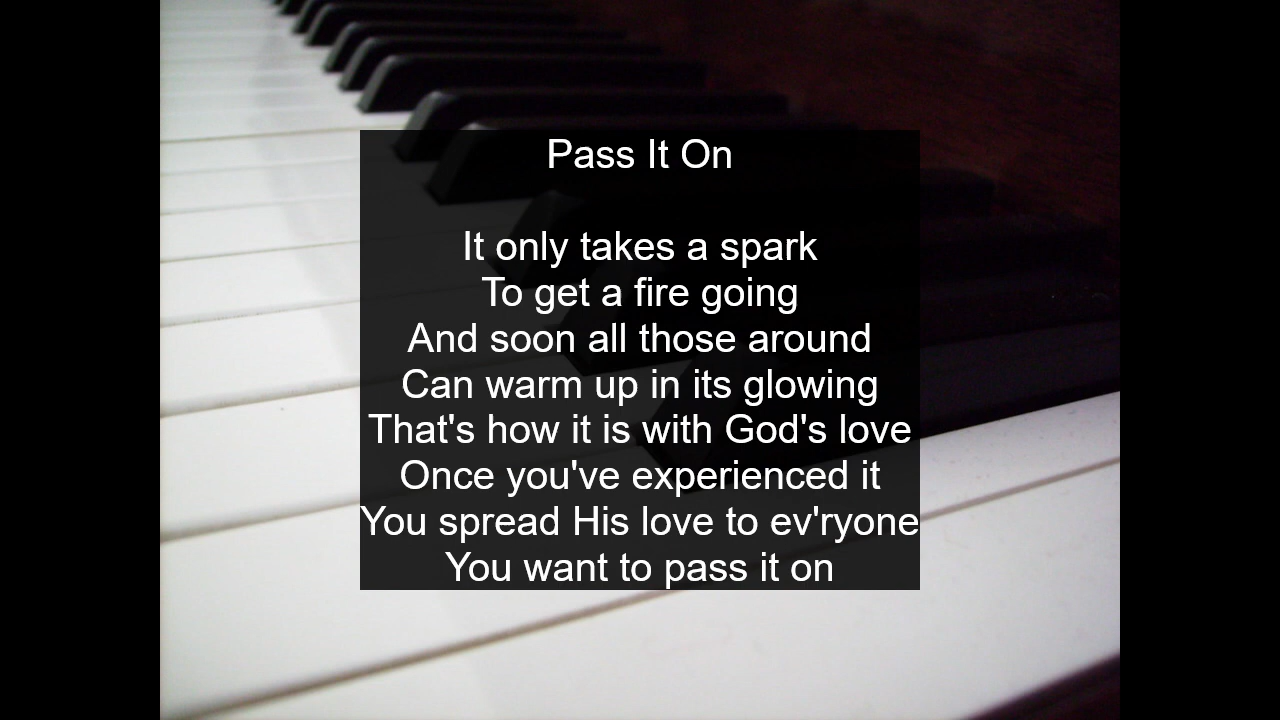 Pass It On
It only takes a spark
To get a fire going
And soon all those around
Can warm up in its glowing
That's how it is with God's love
Once you've experienced it
You spread His love to ev'ryone
You want to pass it on